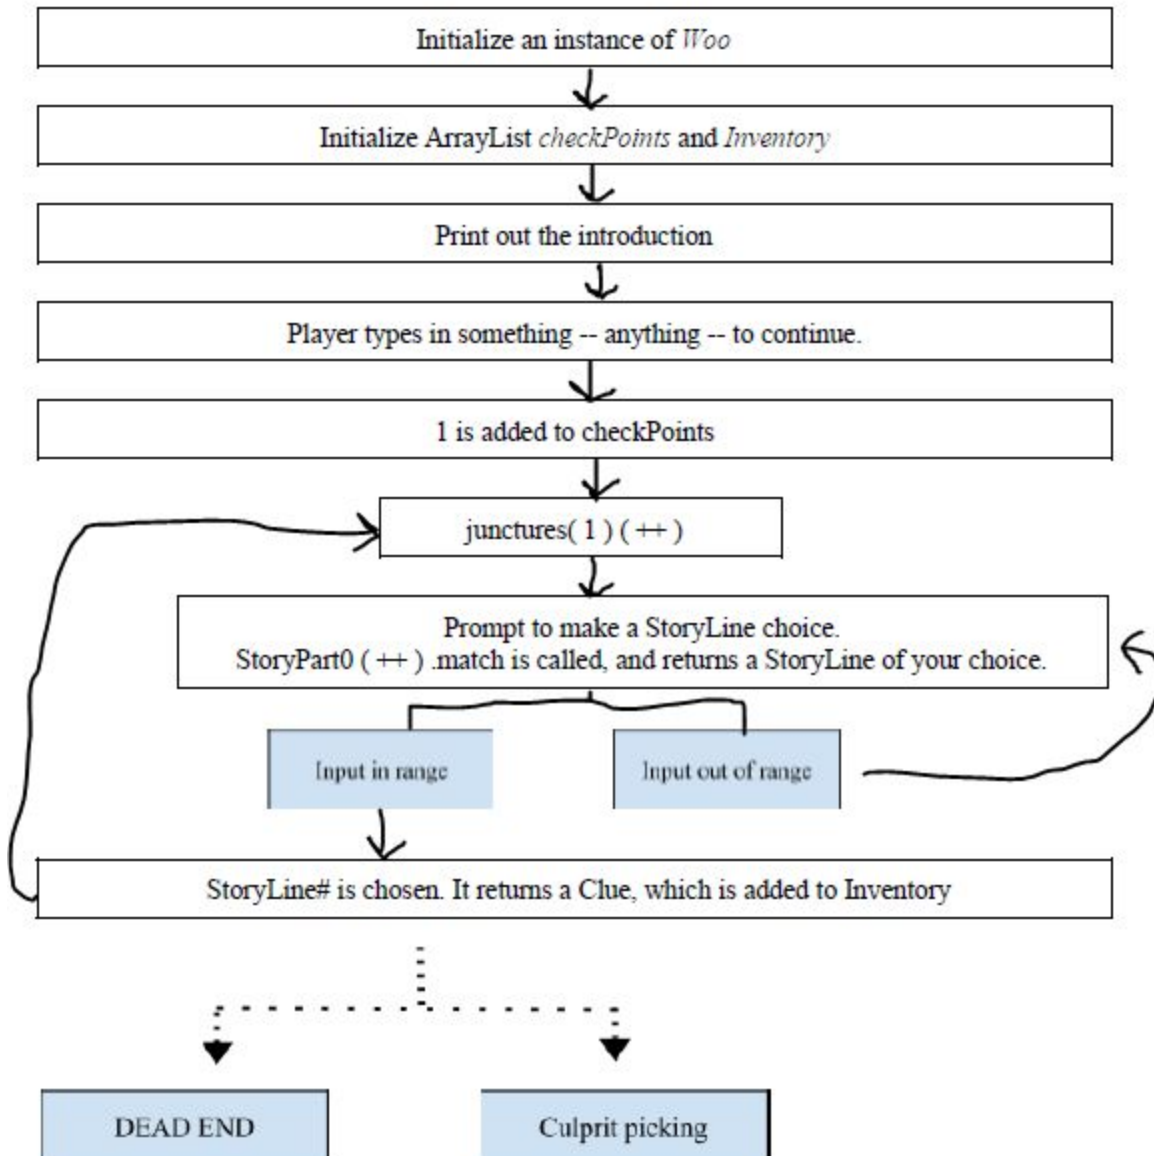 Initialize an instance of Woo
Initialize ArrayList checkPoints and Inventory
Print out the introduction
Player types in something -- anything -- to continue.
1 is added to checkPoints
junctures( 1 ) ( ++ )
Prompt to make a StoryLine choice.
StoryPart0 ( ++ ) .match is called, and returns a StoryLine of your choice.
Input in range
Input out of range
StoryLine# is chosen. It returns a Clue, which is added to Inventory
DEAD END
Culprit picking